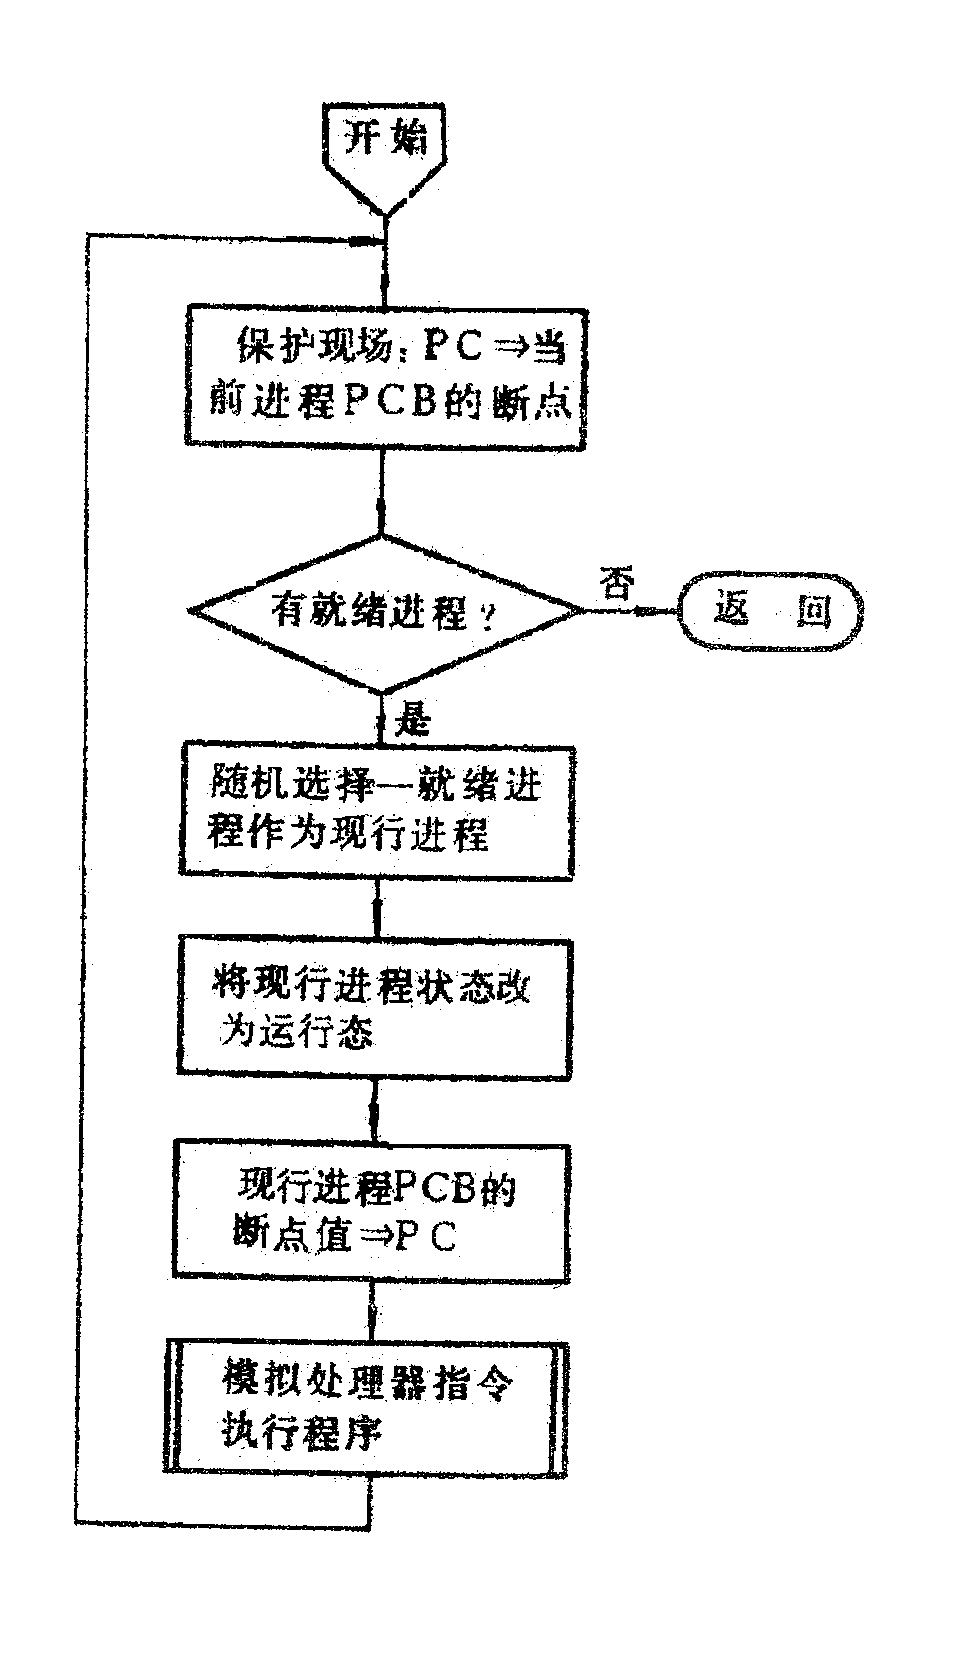 开始
保护现场:PC⇒当
前进程PCB的断点
有就绪进程?
否
返 回
是
随机选择一就绪进
程作为现行进程
将现行进程状态改
为运行态
现行进程PCB的
断点值⇒PC
模拟处理器指令
执行程序